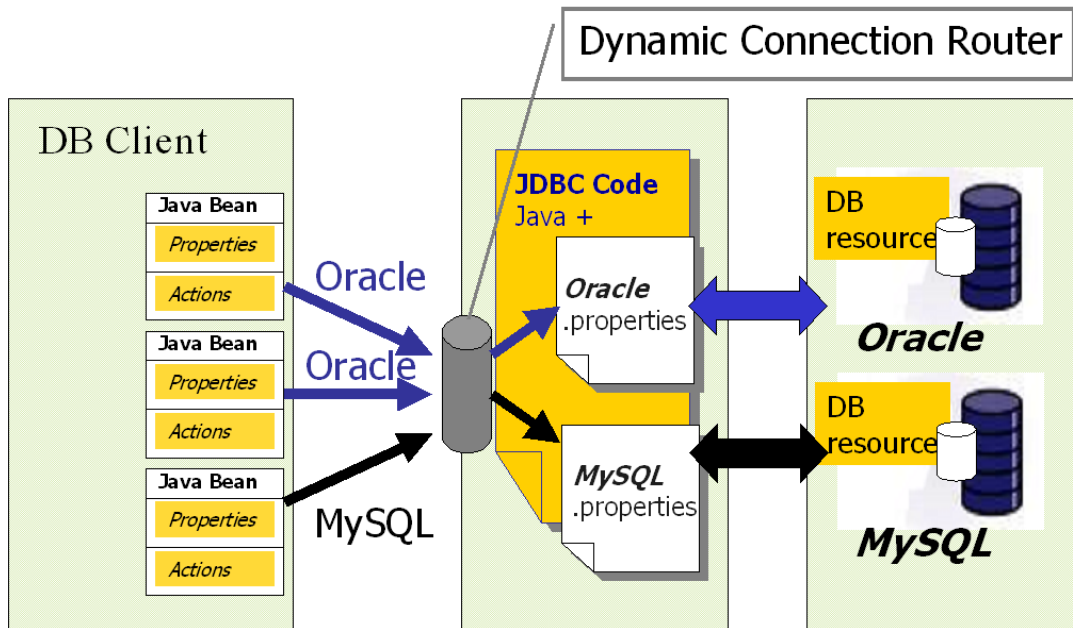 Dynamic Connection Router
DB Client
Java Bean
Properties
Actions
Java Bean
Properties
Actions
Java Bean
Properties
Actions
Oracle
Oracle
MySQL
JDBC Code
Java +
Oracle
.properties
MySQL
.properties
DB
resource
Oracle
DB
resource
MySQL